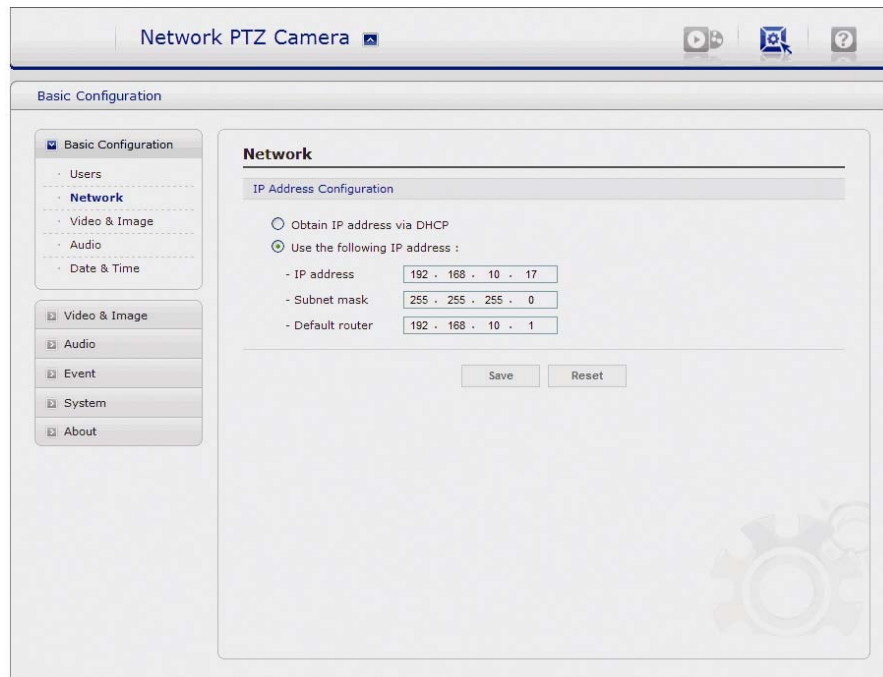 Network PTZ Camera
?
Basic Configuration
Basic Configuration
· Users
· Network
· Video & Image
· Audio
· Date & Time
Video & Image
Audio
Event
System
About
Network
IP Address Configuration
Obtain IP address via DHCP
Use the following IP address :
- IP address 192 . 168 . 10 . 17
- Subnet mask 255 . 255 . 255 . 0
- Default router 192 . 168 . 10 . 1
Save Reset